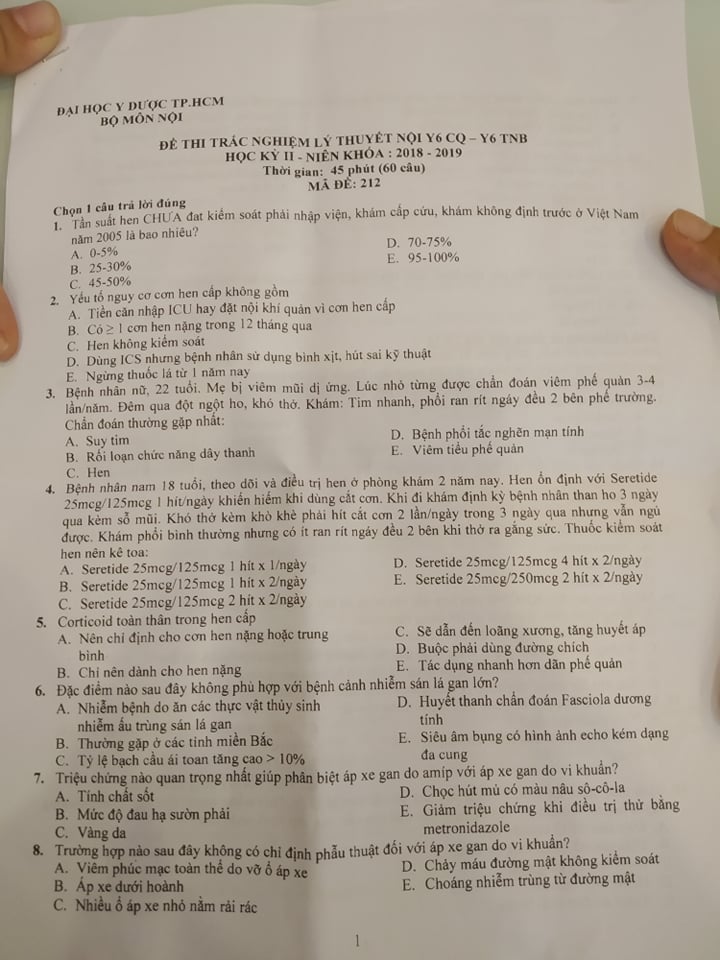 ĐẠI HỌC Y DƯỢC TP.HCM
BỘ MÔN NỘI
ĐỀ THI TRẮC NGHIỆM LÝ THUYẾT NỘI Y6 CQ – Y6 TNB
HỌC KỲ II - NIÊN KHÓA : 2018 - 2019
Thời gian: 45 phút (60 câu)
MÃ ĐỀ: 212
Chọn 1 câu trả lời đúng
1. Tần suất hen CHƯA đạt kiểm soát phải nhập viện, khám cấp cứu, khám không định trước ở Việt Nam
năm 2005 là bao nhiêu?
A. 0-5%
B. 25-30%
C. 45-50%
D. 70-75%
E. 95-100%
2. Yếu tố nguy cơ cơn hen cấp không gồm
A. Tiền căn nhập ICU hay đặt nội khí quản vì cơn hen cấp
B. Có ≥ 1 cơn hen nặng trong 12 tháng qua
C. Hen không kiểm soát
D. Dùng ICS nhưng bệnh nhân sử dụng bình xịt, hút sai kỹ thuật
E. Ngừng thuốc lá từ 1 năm nay
3. Bệnh nhân nữ, 22 tuổi. Mẹ bị viêm mũi dị ứng. Lúc nhỏ từng được chẩn đoán viêm phế quản 3-4
lần/năm. Đêm qua đột ngột ho, khó thở. Khám: Tim nhanh, phổi ran rít ngáy đều 2 bên phế trường.
Chẩn đoán thường gặp nhất:
A. Suy tim
B. Rối loạn chức năng dây thanh
C. Hen
D. Bệnh phổi tắc nghẽn mạn tính
E. Viêm tiểu phế quản
4. Bệnh nhân nam 18 tuổi, theo dõi và điều trị hen ở phòng khám 2 năm nay. Hen ổn định với Seretide
25mcg/125mcg 1 hít/ngày khiến hiếm khi dùng cắt cơn. Khi đi khám định kỳ bệnh nhân than ho 3 ngày
qua kèm sổ mũi. Khó thở kèm khò khè phải hít cắt cơn 2 lần/ngày trong 3 ngày qua nhưng vẫn ngủ
được. Khám phổi bình thường nhưng có ít ran rít ngáy đều 2 bên khi thở ra gắng sức. Thuốc kiểm soát
hen nên kê toa:
A. Seretide 25mcg/125mcg 1 hít x 1/ngày
B. Seretide 25mcg/125mcg 1 hít x 2/ngày
C. Seretide 25mcg/125mcg 2 hít x 2/ngày
D. Seretide 25mcg/125mcg 4 hít x 2/ngày
E. Seretide 25mcg/250mcg 2 hít x 2/ngày
5. Corticoid toàn thân trong hen cấp
A. Nên chỉ định cho cơn hen nặng hoặc trung
bình
B. Chỉ nên dành cho hen nặng
C. Sẽ dẫn đến loãng xương, tăng huyết áp
D. Buộc phải dùng đường chích
E. Tác dụng nhanh hơn dãn phế quản
6. Đặc điểm nào sau đây không phù hợp với bệnh cảnh nhiễm sán lá gan lớn?
A. Nhiễm bệnh do ăn các thực vật thủy sinh
nhiễm ấu trùng sán lá gan
B. Thường gặp ở các tỉnh miền Bắc
C. Tỷ lệ bạch cầu ái toan tăng cao > 10%
D. Huyết thanh chẩn đoán Fasciola dương
tính
E. Siêu âm bụng có hình ảnh echo kém dạng
đa cung
7. Triệu chứng nào quan trọng nhất giúp phân biệt áp xe gan do amíp với áp xe gan do vi khuẩn?
A. Tính chất sốt
B. Mức độ đau hạ sườn phải
C. Vàng da
D. Chọc hút mủ có màu nâu sô-cô-la
E. Giảm triệu chứng khi điều trị thử bằng
metronidazole
8. Trường hợp nào sau đây không có chỉ định phẫu thuật đối với áp xe gan do vi khuẩn?
A. Viêm phúc mạc toàn thể do vỡ ổ áp xe
B. Áp xe dưới hoành
C. Nhiều ổ áp xe nhỏ nằm rải rác
D. Chảy máu đường mật không kiểm soát
E. Choáng nhiễm trùng từ đường mật
1